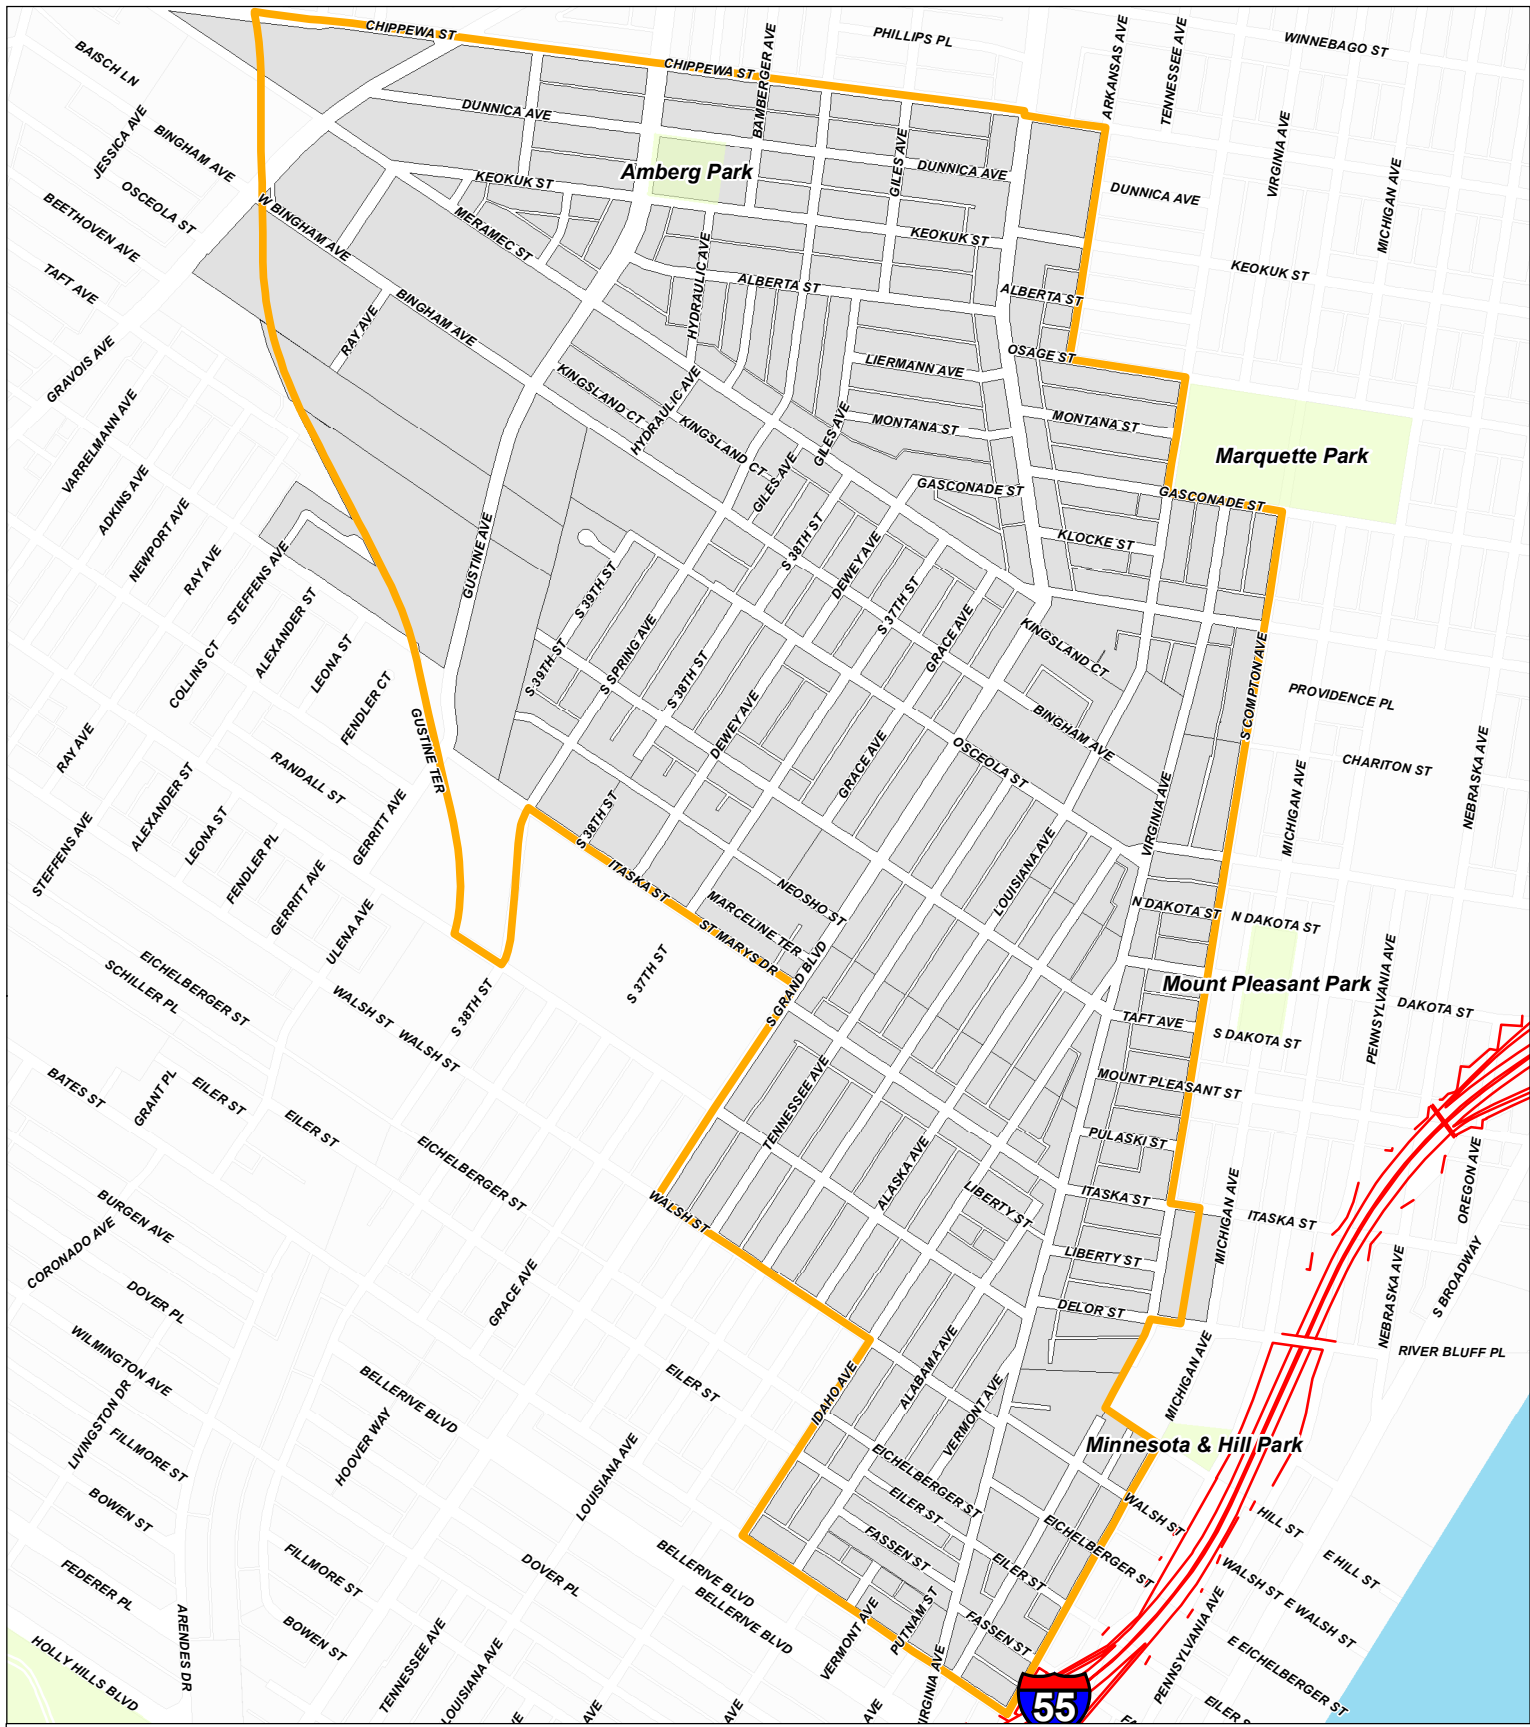 CHIPPEWA ST
PHILLIPS PL
ARKANSAS AVE
TENNESSEE AVE
WINNEBAGO ST
BAISCH LN
CHIPPEWA ST
BAMBERGER AVE
DUNNICA AVE
JESSICA AVE
BINGHAM AVE
GILES AVE
DUNNICA AVE
VIRGINIA AVE
MICHIGAN AVE
Amberg Park
KEOKUK ST
DUNNICA AVE
OSCEOLA ST
W BINGHAM AVE
MERAMEC ST
BEETHOVEN AVE
KEOKUK ST
HYDRAULIC AVE
KEOKUK ST
TAFT AVE
ALBERTA ST
ALBERTA ST
BINGHAM AVE
RAY AVE
GRAVOIS AVE
OSAGE ST
LIERMANN AVE
KINGSLAND CT
HYDRAULIC AVE
VARRELMANN AVE
KINGSLAND CT
GILES AVE
MONTANA ST
MONTANA ST
Marquette Park
GILES AVE
GASCONADE ST
GASCONADE ST
ADKINS AVE
NEWPORT AVE
GUSTINE AVE
S 38TH ST
KLOCKE ST
RAY AVE
STEFFENS AVE
DEWEY AVE
S 39TH ST
S 37TH ST
ALEXANDER ST
GRACE AVE
KINGSLAND CT
LEONA ST
COLLINS CT
S 39TH ST
S SPRING AVE
S 38TH ST
S COMPTON AVE
FENDLER CT
PROVIDENCE PL
GUSTINE TER
DEWEY AVE
BINGHAM AVE
RAY AVE
GRACE AVE
OSCEOLA ST
CHARITON ST
NEBRASKA AVE
RANDALL ST
ALEXANDER ST
MICHIGAN AVE
LEONA ST
GERRITT AVE
S 38TH ST
VIRGINIA AVE
STEFFENS AVE
FENDLER PL
GERRITT AVE
ITASKA ST
NEOSHO ST
LOUISIANA AVE
MARCELINE TER
N DAKOTA ST
N DAKOTA ST
ULENA AVE
ST MARYS DR
EICHELBERGER ST
SCHILLER PL
S 37TH ST
S GRAND BLVD
Mount Pleasant Park
PENNSYLVANIA AVE
WALSH ST
S 38TH ST
DAKOTA ST
TAFT AVE
S DAKOTA ST
WALSH ST
BATES ST
GRANT PL
EILER ST
MOUNT PLEASANT ST
TENNESSEE AVE
EILER ST
PULASKI ST
EICHELBERGER ST
ALASKA AVE
OREGON AVE
BURGEN AVE
WALSH ST
LIBERTY ST
ITASKA ST
MICHIGAN AVE
ITASKA ST
CORONADO AVE
LIBERTY ST
DOVER PL
GRACE AVE
NEBRASKA AVE
S BROADWAY
DELOR ST
WILMINGTON AVE
EILER ST
IDAHO AVE
ALABAMA AVE
MICHIGAN AVE
RIVER BLUFF PL
BELLERIVE BLVD
LIVINGSTON DR
VERMONT AVE
FILLMORE ST
HOOVER WAY
Minnesota & Hill Park
LOUISIANA AVE
EICHELBERGER ST
BOWEN ST
EILER ST
WALSH ST
HILL ST
EICHELBERGER ST
FASSEN ST
FILLMORE ST
DOVER PL
BELLERIVE BLVD
EILER ST
E HILL ST
FEDERER PL
BELLERIVE BLVD
WALSH ST
E WALSH ST
ARENDES DR
BOWEN ST
VERMONT AVE
PUTNAM ST
FASSEN ST
PENNSYLVANIA AVE
E EICHELBERGER ST
HOLLY HILLS BLVD
TENNESSEE AVE
LOUISIANA AVE
AVE
AVE
AVE
55